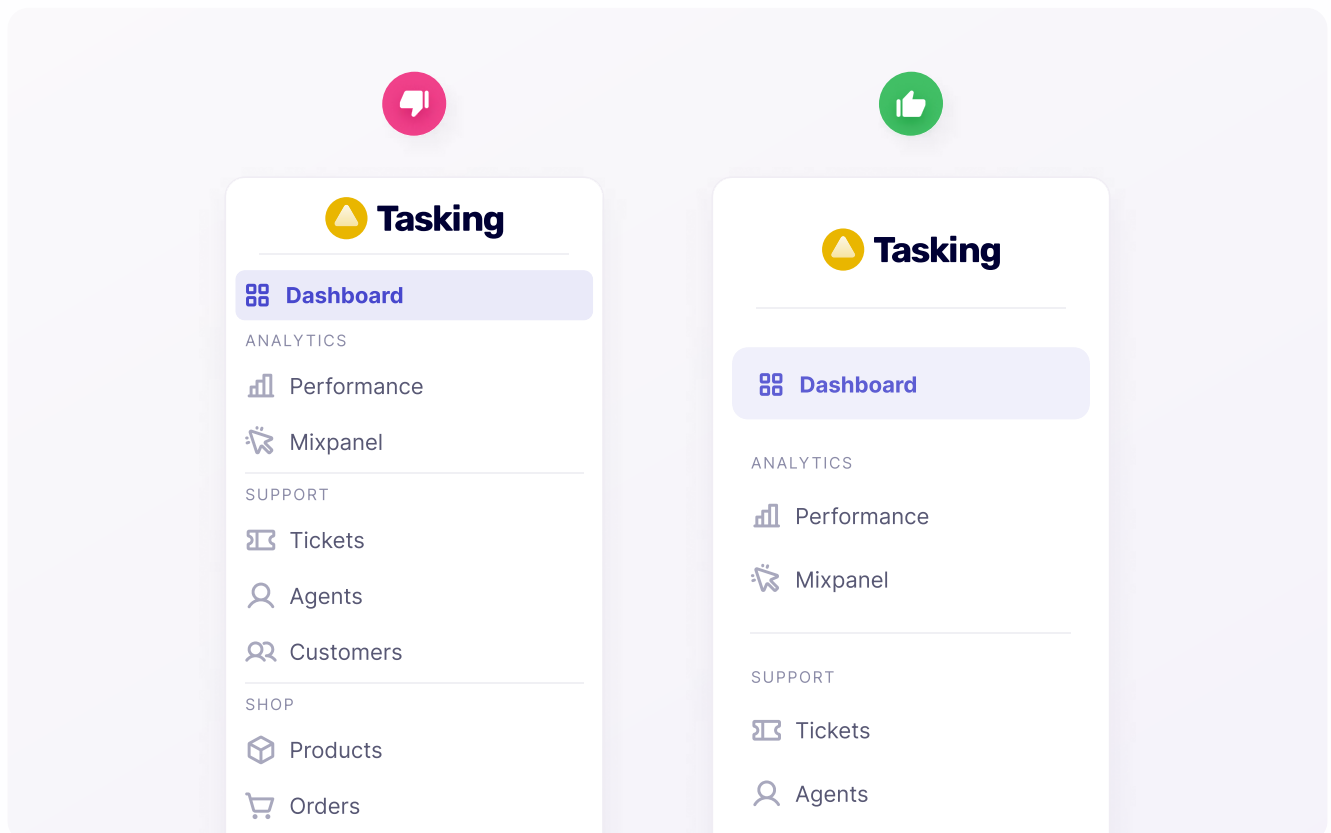 Tasking
Dashboard
ANALYTICS
Performance
Mixpanel
SUPPORT
Tickets
Agents
Customers
SHOP
Products
Orders
Tasking
Dashboard
ANALYTICS
Performance
Mixpanel
SUPPORT
Tickets
Agents